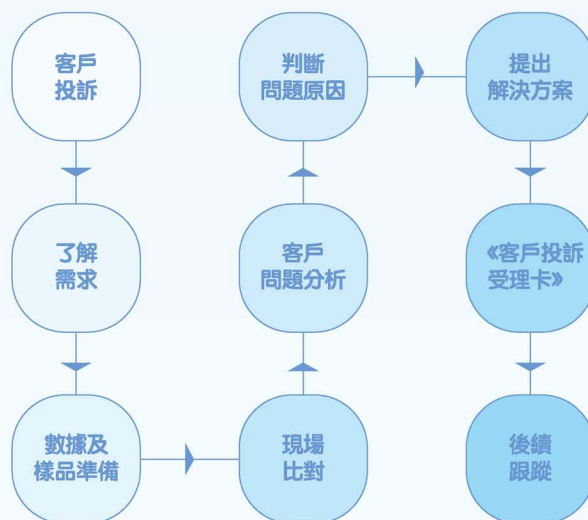 客戶
投訴
了解
需求
數據及
樣品準備
現場
比對
客戶
問題分析
判斷
問題原因
提出
解決方案
《客戶投訴
受理卡》
後續
跟蹤